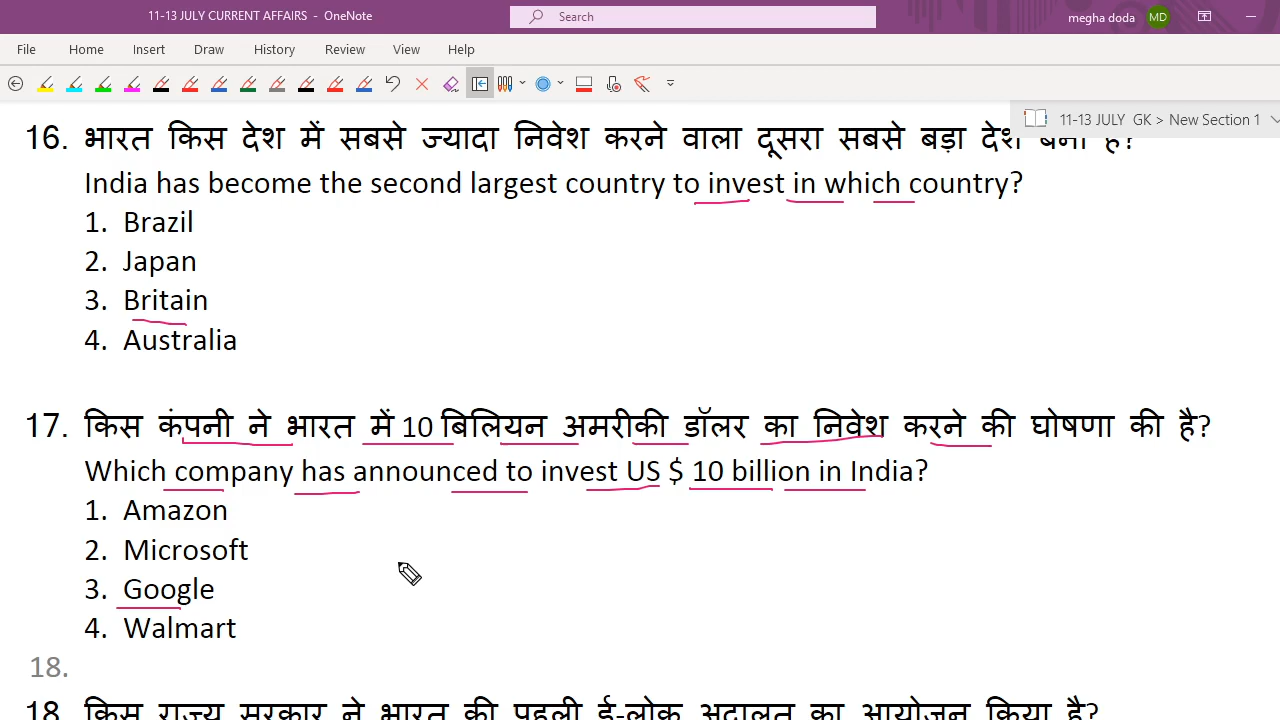 11-13 JULY CURRENT AFFAIRS - OneNote
Search
megha doda
MD
File Home Insert Draw History Review View Help
11-13 JULY GK > New Section 1
16. भारत किस देश में सबसे ज्यादा निवेश करने वाला दूसरा सबसे बड़ा देश बना है?
India has become the second largest country to invest in which country?
1. Brazil
2. Japan
3. Britain
4. Australia
17. किस कंपनी ने भारत में 10 बिलियन अमरीकी डॉलर का निवेश करने की घोषणा की है?
Which company has announced to invest US $ 10 billion in India?
1. Amazon
2. Microsoft
3. Google
4. Walmart
18.
18. किस राज्य सरकार ने भारत की पहली ई-लोक अदालत का आयोजन किया है?